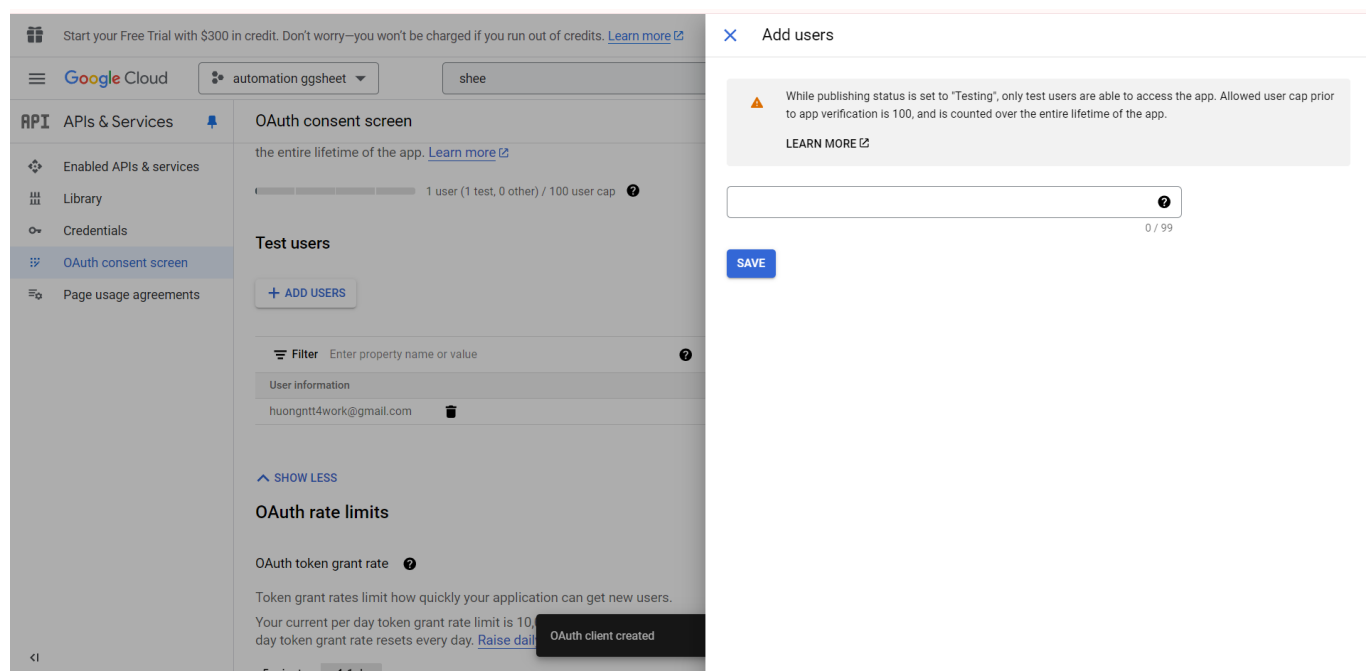 Start your Free Trial with $300 in credit. Don't worry—you won't be charged if you run out of credits. Learn more
Google Cloud
automation ggsheet
shee
API APIs & Services
Enabled APIs & services
Library
Credentials
OAuth consent screen
Page usage agreements
OAuth consent screen
the entire lifetime of the app. Learn more
1 user (1 test, 0 other) / 100 user cap
Test users
+ ADD USERS
Filter Enter property name or value
User information
huongntt4work@gmail.com
SHOW LESS
OAuth rate limits
OAuth token grant rate
Token grant rates limit how quickly your application can get new users.
Your current per day token grant rate limit is 10,
day token grant rate resets every day. Raise dail
OAuth client created
Add users
While publishing status is set to "Testing", only test users are able to access the app. Allowed user cap prior
to app verification is 100, and is counted over the entire lifetime of the app.
LEARN MORE
0 / 99
SAVE